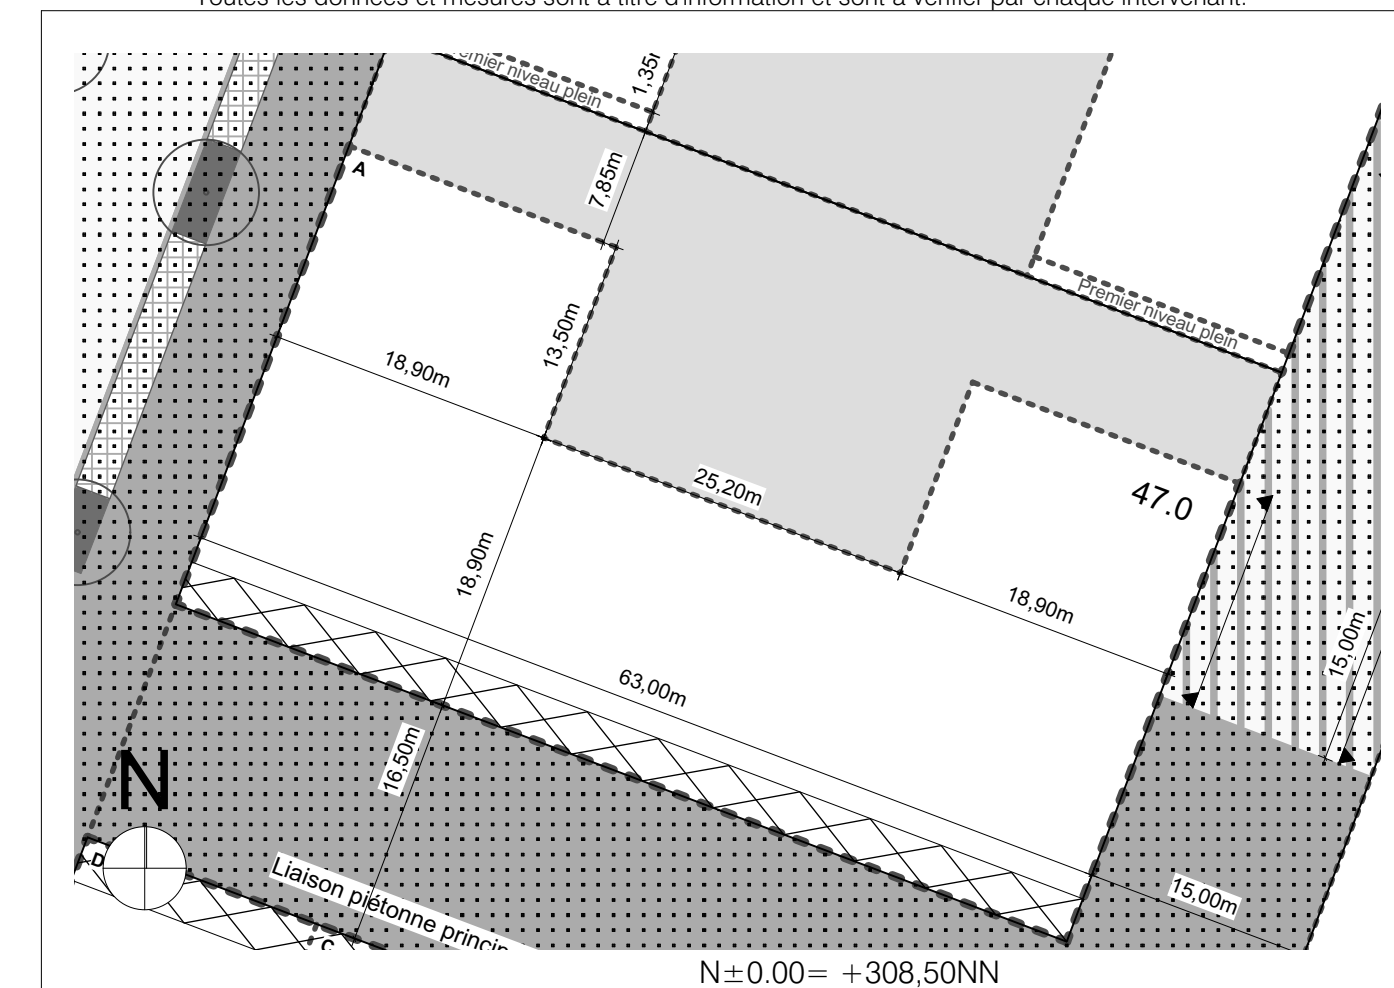 Toutes les données et mesures sont à titre d'information et sont à vérifier par chaque intervenant.
Premier niveau plein
1,35m
7,85m
A
13,50m
18,90m
Premier niveau plein
25,20m
47.0
18,90m
18,90m
15,00m
63,00m
16,50m
N
D
Liaison piétonne princip
C
15,00m
N±0.00= +308,50NN